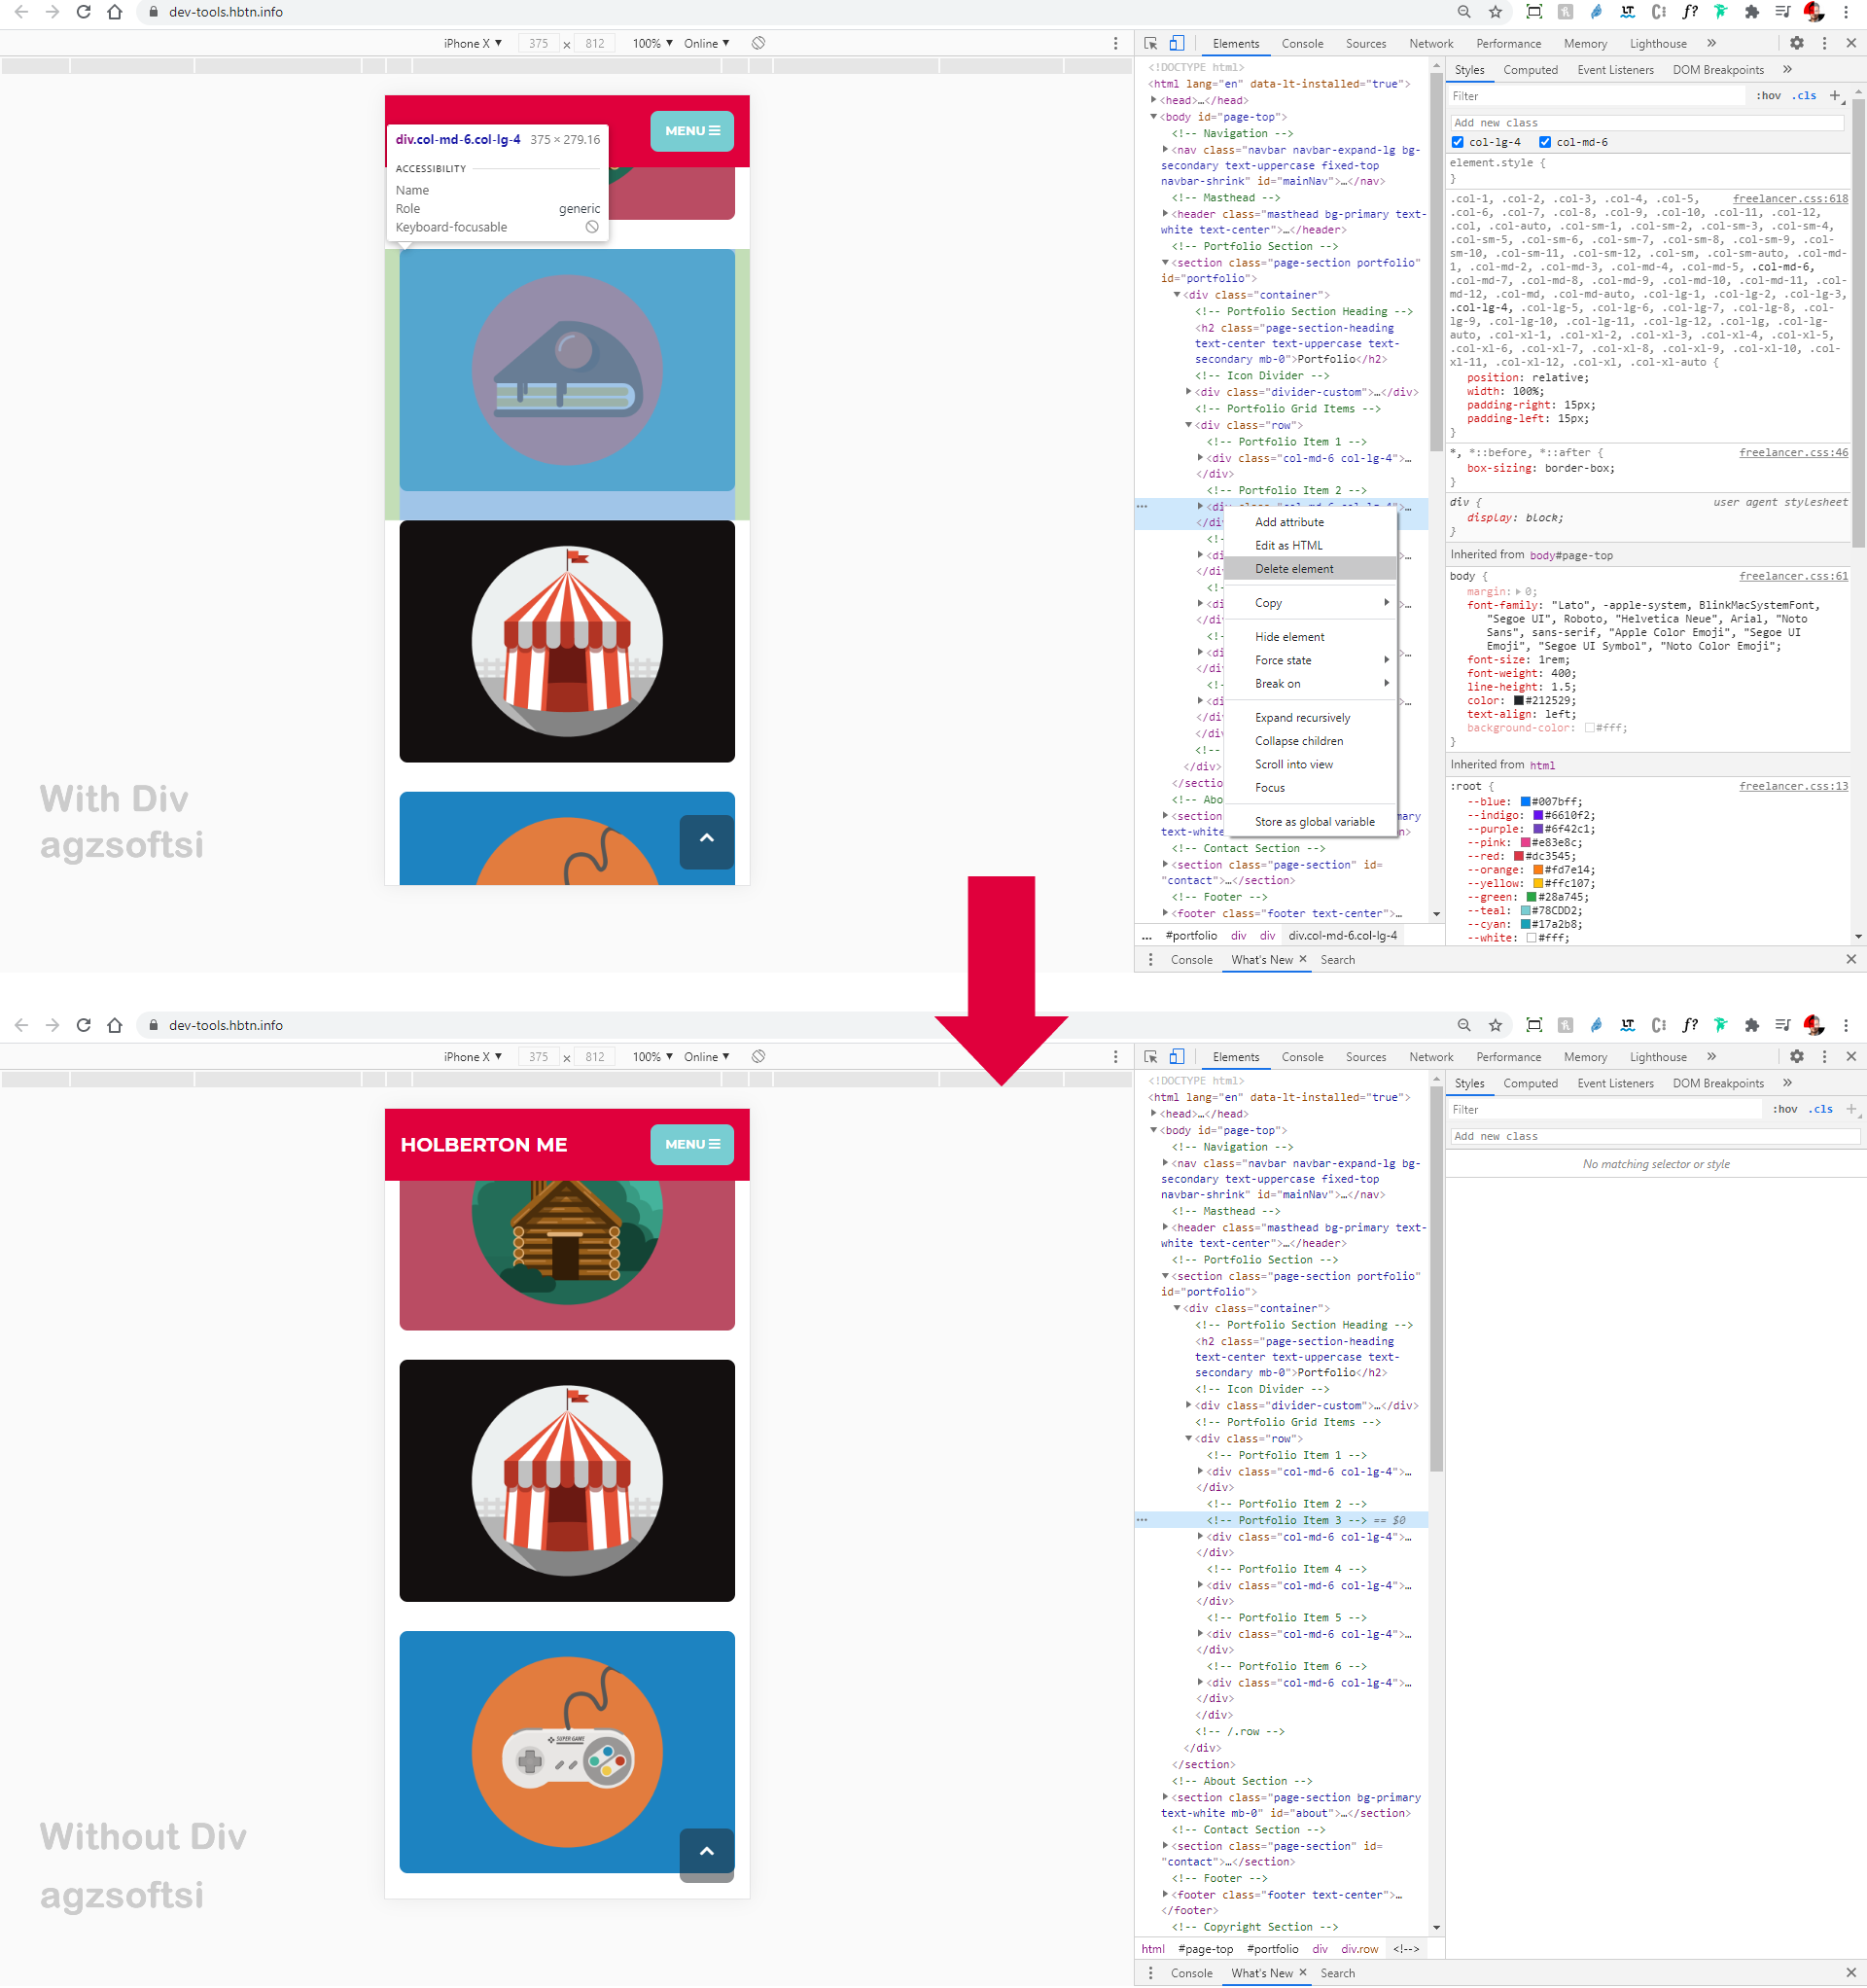 dev-tools.hbtn.info
iPhone X ▼ 375 x 812 100% ▼ Online ▼
Elements Console Sources Network Performance Memory Lighthouse »
MENU
div.col-md-6.col-lg-4 375 × 279.16
ACCESSIBILITY
Name
Role generic
Keyboard-focusable
With Div
agzsoftsi
<!DOCTYPE html>
<html lang="en" data-lt-installed="true">
<head>…</head>
<body id="page-top">
<!-- Navigation -->
<nav class="navbar navbar-expand-lg bg-
secondary text-uppercase fixed-top
navbar-shrink" id="mainNav">…</nav>
<!-- Masthead -->
<header class="masthead bg-primary text-
white text-center">…</header>
<!-- Portfolio Section -->
<section class="page-section portfolio"
id="portfolio">
<div class="container">
<!-- Portfolio Section Heading -->
<h2 class="page-section-heading
text-center text-uppercase text-
secondary mb-0">Portfolio</h2>
<!-- Icon Divider -->
<div class="divider-custom">…</div>
<!-- Portfolio Grid Items -->
<div class="row">
<!-- Portfolio Item 1 -->
<div class="col-md-6 col-lg-4">…
</div>
<!-- Portfolio Item 2 -->
Add attribute
Edit as HTML
Delete element
Copy
Hide element
Force state
Break on
Expand recursively
Collapse children
Scroll into view
Focus
Store as global variable
</div>
</section
<!-- Abo
<section
text-white
<!-- Contact Section -->
<section class="page-section" id=
"contact">…</section>
<!-- Footer -->
<footer class="footer text-center">…
... #portfolio div div div.col-md-6.col-lg-4
Console What's New × Search
Styles Computed Event Listeners DOM Breakpoints »
Filter :hov .cls +
Add new class
col-lg-4 col-md-6
element.style {
}
.col-1, .col-2, .col-3, .col-4, .col-5, freelancer.css:618
.col-6, .col-7, .col-8, .col-9, .col-10, .col-11, .col-12,
.col, .col-auto, .col-sm-1, .col-sm-2, .col-sm-3, .col-sm-4,
.col-sm-5, .col-sm-6, .col-sm-7, .col-sm-8, .col-sm-9, .col-
sm-10, .col-sm-11, .col-sm-12, .col-sm, .col-sm-auto, .col-md-
1, .col-md-2, .col-md-3, .col-md-4, .col-md-5, .col-md-6,
.col-md-7, .col-md-8, .col-md-9, .col-md-10, .col-md-11, .col-
md-12, .col-md, .col-md-auto, .col-lg-1, .col-lg-2, .col-lg-3,
.col-lg-4, .col-lg-5, .col-lg-6, .col-lg-7, .col-lg-8, .col-
lg-9, .col-lg-10, .col-lg-11, .col-lg-12, .col-lg, .col-lg-
auto, .col-xl-1, .col-xl-2, .col-xl-3, .col-xl-4, .col-xl-5,
.col-xl-6, .col-xl-7, .col-xl-8, .col-xl-9, .col-xl-10, .col-
xl-11, .col-xl-12, .col-xl, .col-xl-auto {
position: relative;
width: 100%;
padding-right: 15px;
padding-left: 15px;
}
*, *::before, *::after { freelancer.css:46
box-sizing: border-box;
}
div { user agent stylesheet
display: block;
}
Inherited from body#page-top
body { freelancer.css:61
margin: 0;
font-family: "Lato", -apple-system, BlinkMacSystemFont,
"Segoe UI", Roboto, "Helvetica Neue", Arial, "Noto
Sans", sans-serif, "Apple Color Emoji", "Segoe UI
Emoji", "Segoe UI Symbol", "Noto Color Emoji";
font-size: 1rem;
font-weight: 400;
line-height: 1.5;
color: #212529;
text-align: left;
background-color: #fff;
}
Inherited from html
:root { freelancer.css:13
--blue: #007bff;
--indigo: #6610f2;
--purple: #6f42c1;
--pink: #e83e8c;
--red: #dc3545;
--orange: #fd7e14;
--yellow: #ffc107;
--green: #28a745;
--teal: #78CDD2;
--cyan: #17a2b8;
--white: #fff;
dev-tools.hbtn.info
iPhone X ▼ 375 x 812 100% ▼ Online ▼
Elements Console Sources Network Performance Memory Lighthouse »
HOLBERTON ME MENU
SUPER GAME
Without Div
agzsoftsi
<!DOCTYPE html>
<html lang="en" data-lt-installed="true">
<head>…</head>
<body id="page-top">
<!-- Navigation -->
<nav class="navbar navbar-expand-lg bg-
secondary text-uppercase fixed-top
navbar-shrink" id="mainNav">…</nav>
<!-- Masthead -->
<header class="masthead bg-primary text-
white text-center">…</header>
<!-- Portfolio Section -->
<section class="page-section portfolio"
id="portfolio">
<div class="container">
<!-- Portfolio Section Heading -->
<h2 class="page-section-heading
text-center text-uppercase text-
secondary mb-0">Portfolio</h2>
<!-- Icon Divider -->
<div class="divider-custom">…</div>
<!-- Portfolio Grid Items -->
<div class="row">
<!-- Portfolio Item 1 -->
<div class="col-md-6 col-lg-4">…
</div>
<!-- Portfolio Item 2 -->
<!-- Portfolio Item 3 --> == $0
<div class="col-md-6 col-lg-4">…
</div>
<!-- Portfolio Item 4 -->
<div class="col-md-6 col-lg-4">…
</div>
<!-- Portfolio Item 5 -->
<div class="col-md-6 col-lg-4">…
</div>
<!-- Portfolio Item 6 -->
<div class="col-md-6 col-lg-4">…
</div>
</div>
<!-- /.row -->
</div>
</section>
<!-- About Section -->
<section class="page-section bg-primary
text-white mb-0" id="about">…</section>
<!-- Contact Section -->
<section class="page-section" id=
"contact">…</section>
<!-- Footer -->
<footer class="footer text-center">…
</footer>
<!-- Copyright Section -->
html #page-top #portfolio div div.row <!-->
Console What's New × Search
Styles Computed Event Listeners DOM Breakpoints »
Filter :hov .cls +
Add new class
No matching selector or style